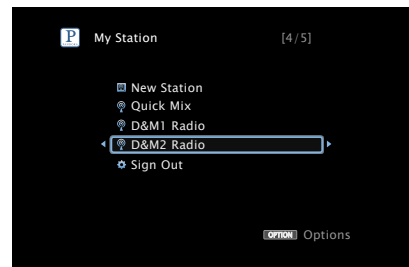 P
My Station [4/5]
New Station
Quick Mix
D&M1 Radio
D&M2 Radio
Sign Out
OPTION Options